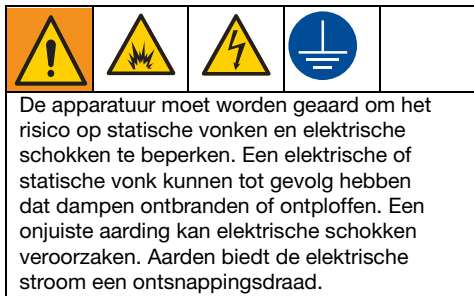 De apparatuur moet worden geaard om het
risico op statische vonken en elektrische
schokken te beperken. Een elektrische of
statische vonk kunnen tot gevolg hebben
dat dampen ontbranden of ontploffen. Een
onjuiste aarding kan elektrische schokken
veroorzaken. Aarden biedt de elektrische
stroom een ontsnappingsdraad.